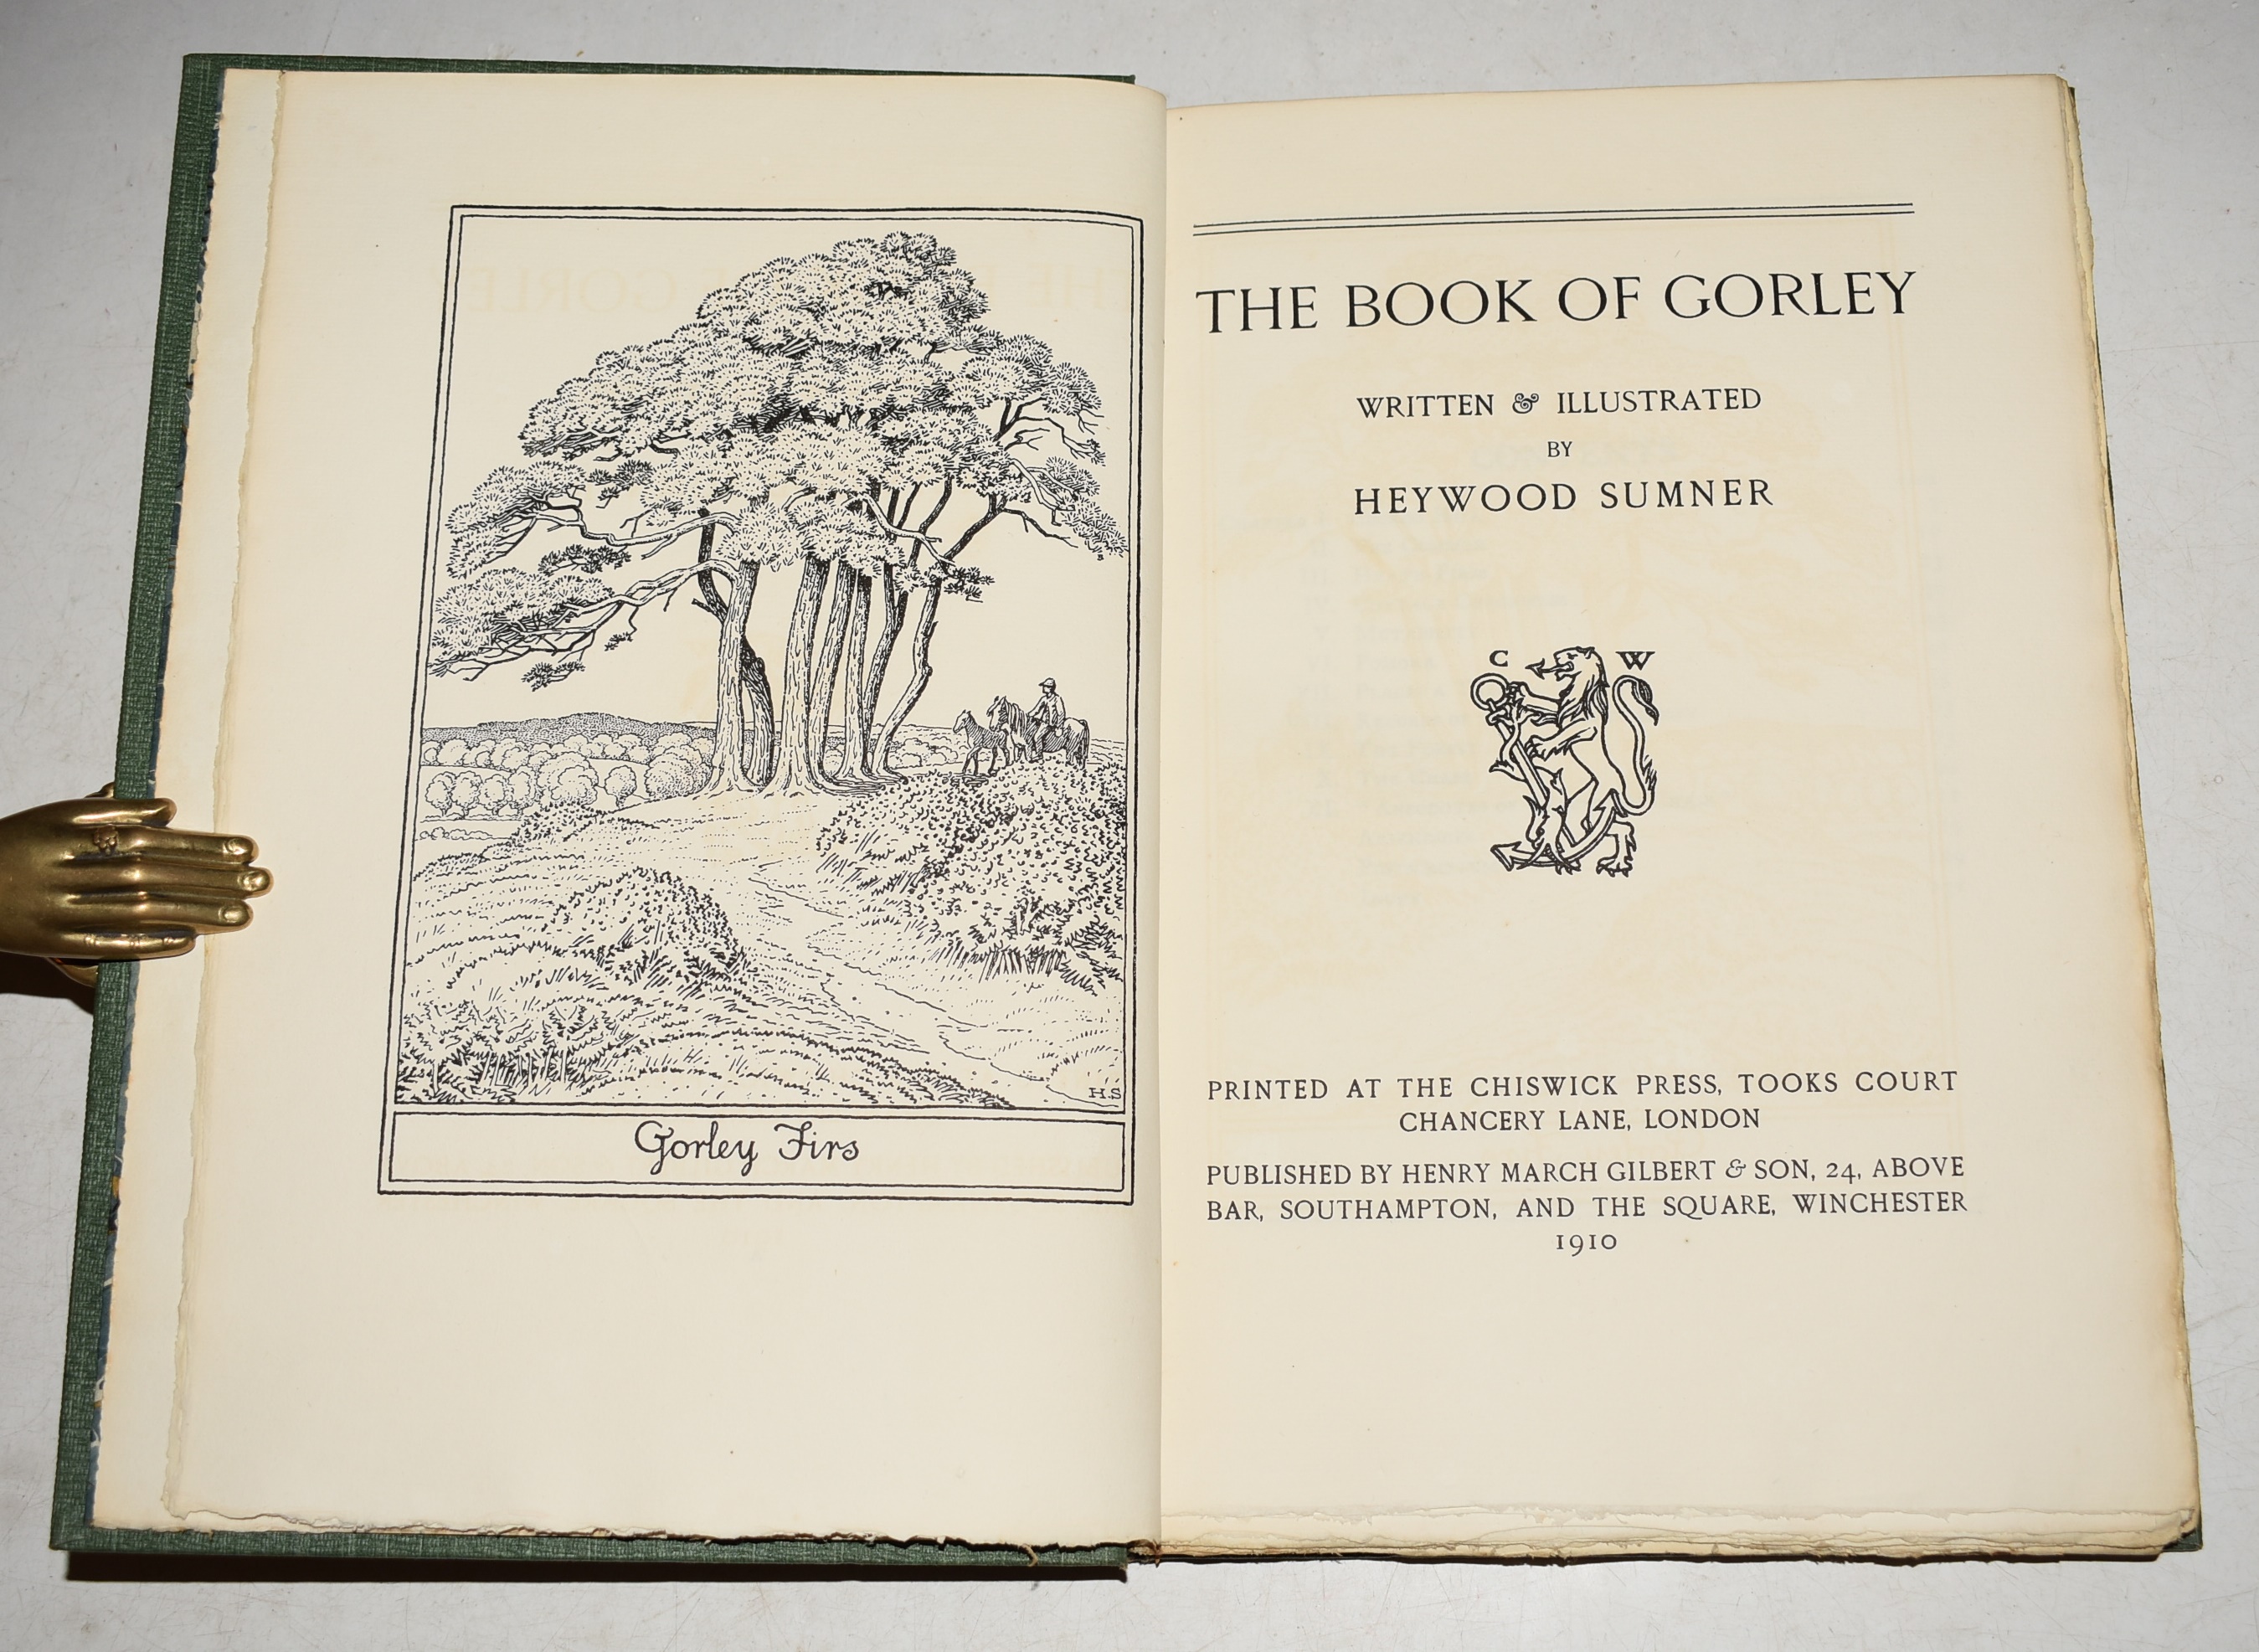 H.S
Gorley Firs
THE BOOK OF GORLEY
WRITTEN & ILLUSTRATED
BY
HEYWOOD SUMNER
C W
PRINTED AT THE CHISWICK PRESS, TOOKS COURT
CHANCERY LANE, LONDON
PUBLISHED BY HENRY MARCH GILBERT & SON, 24, ABOVE
BAR, SOUTHAMPTON, AND THE SQUARE, WINCHESTER
1910